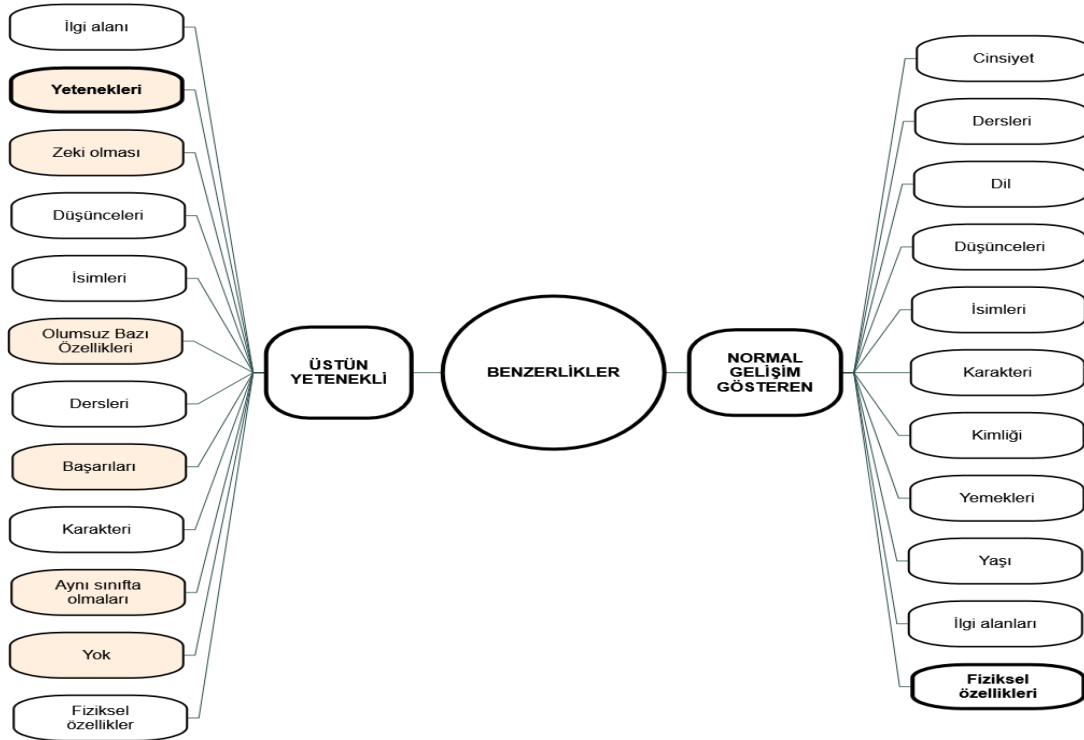 İlgi alanı
Yetenekleri
Zeki olması
Düşünceleri
İsimleri
Olumsuz Bazı
Özellikleri
Dersleri
Başarıları
Karakteri
Aynı sınıfta
olmaları
Yok
Fiziksel
özellikler
ÜSTÜN
YETENEKLİ
BENZERLİKLER
NORMAL
GELİŞİM
GÖSTEREN
Cinsiyet
Dersleri
Dil
Düşünceleri
İsimleri
Karakteri
Kimliği
Yemekleri
Yaşı
İlgi alanları
Fiziksel
özellikleri